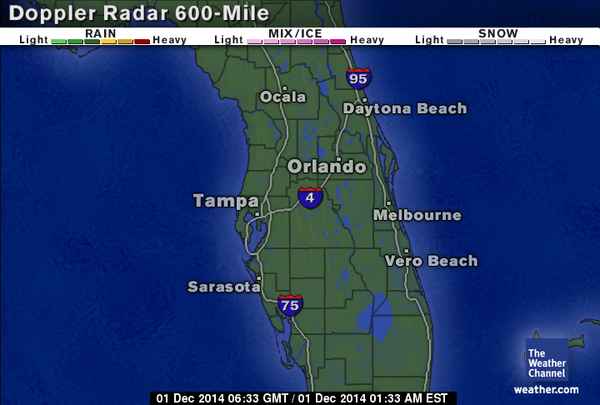 Doppler Radar 600-Mile
RAIN
Light Heavy
MIX/ICE
Light Heavy
SNOW
Light Heavy
95
Ocala
Daytona Beach
Orlando
4
Tampa
Melbourne
Vero Beach
Sarasota
75
The
Weather
Channel
weather.com
01 Dec 2014 06:33 GMT / 01 Dec 2014 01:33 AM EST